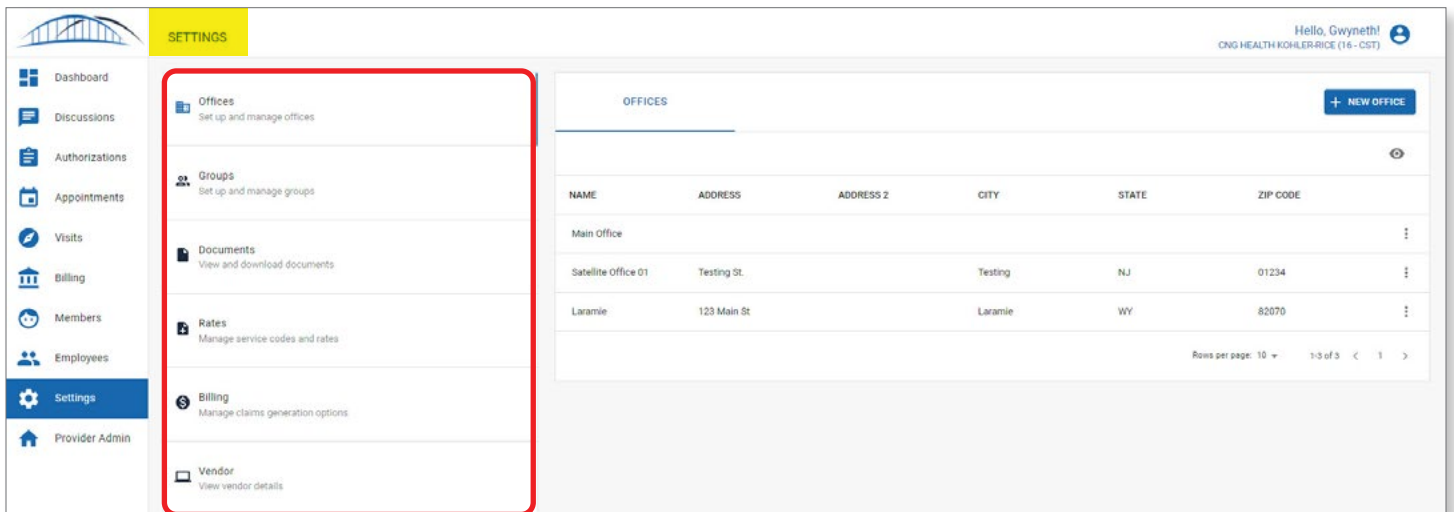 SETTINGS
Hello, Gwyneth!
CNG HEALTH KOHLER-RICE (16 - CST)
Dashboard
Discussions
Authorizations
Appointments
Visits
Billing
Members
Employees
Settings
Provider Admin
Offices
Set up and manage offices
Groups
Set up and manage groups
Documents
View and download documents
Rates
Manage service codes and rates
Billing
Manage claims generation options
Vendor
View vendor details
OFFICES
+ NEW OFFICE
NAME ADDRESS ADDRESS 2 CITY STATE ZIP CODE
Main Office
Satellite Office 01 Testing St. Testing NJ 01234
Laramie 123 Main St Laramie WY 82070
Rows per page: 10 1-3 of 3 < 1 >